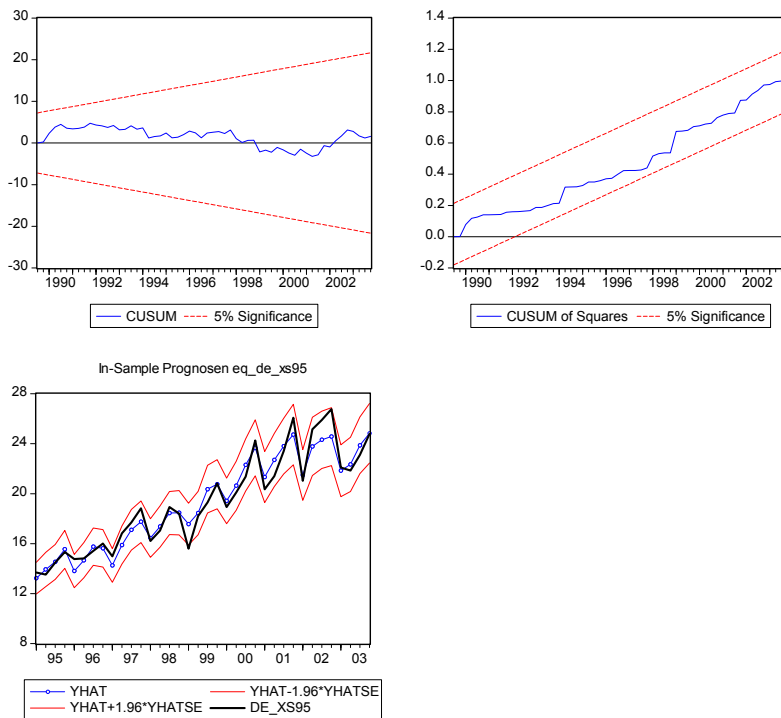 30
20
10
0
-10
-20
-30
1990 1992 1994 1996 1998 2000 2002
CUSUM 5% Significance
1.4
1.2
1.0
0.8
0.6
0.4
0.2
0.0
-0.2
1990 1992 1994 1996 1998 2000 2002
CUSUM of Squares 5% Significance
In-Sample Prognosen eq_de_xs95
28
24
20
16
12
8
95 96 97 98 99 00 01 02 03
YHAT YHAT-1.96*YHATSE
YHAT+1.96*YHATSE DE_XS95